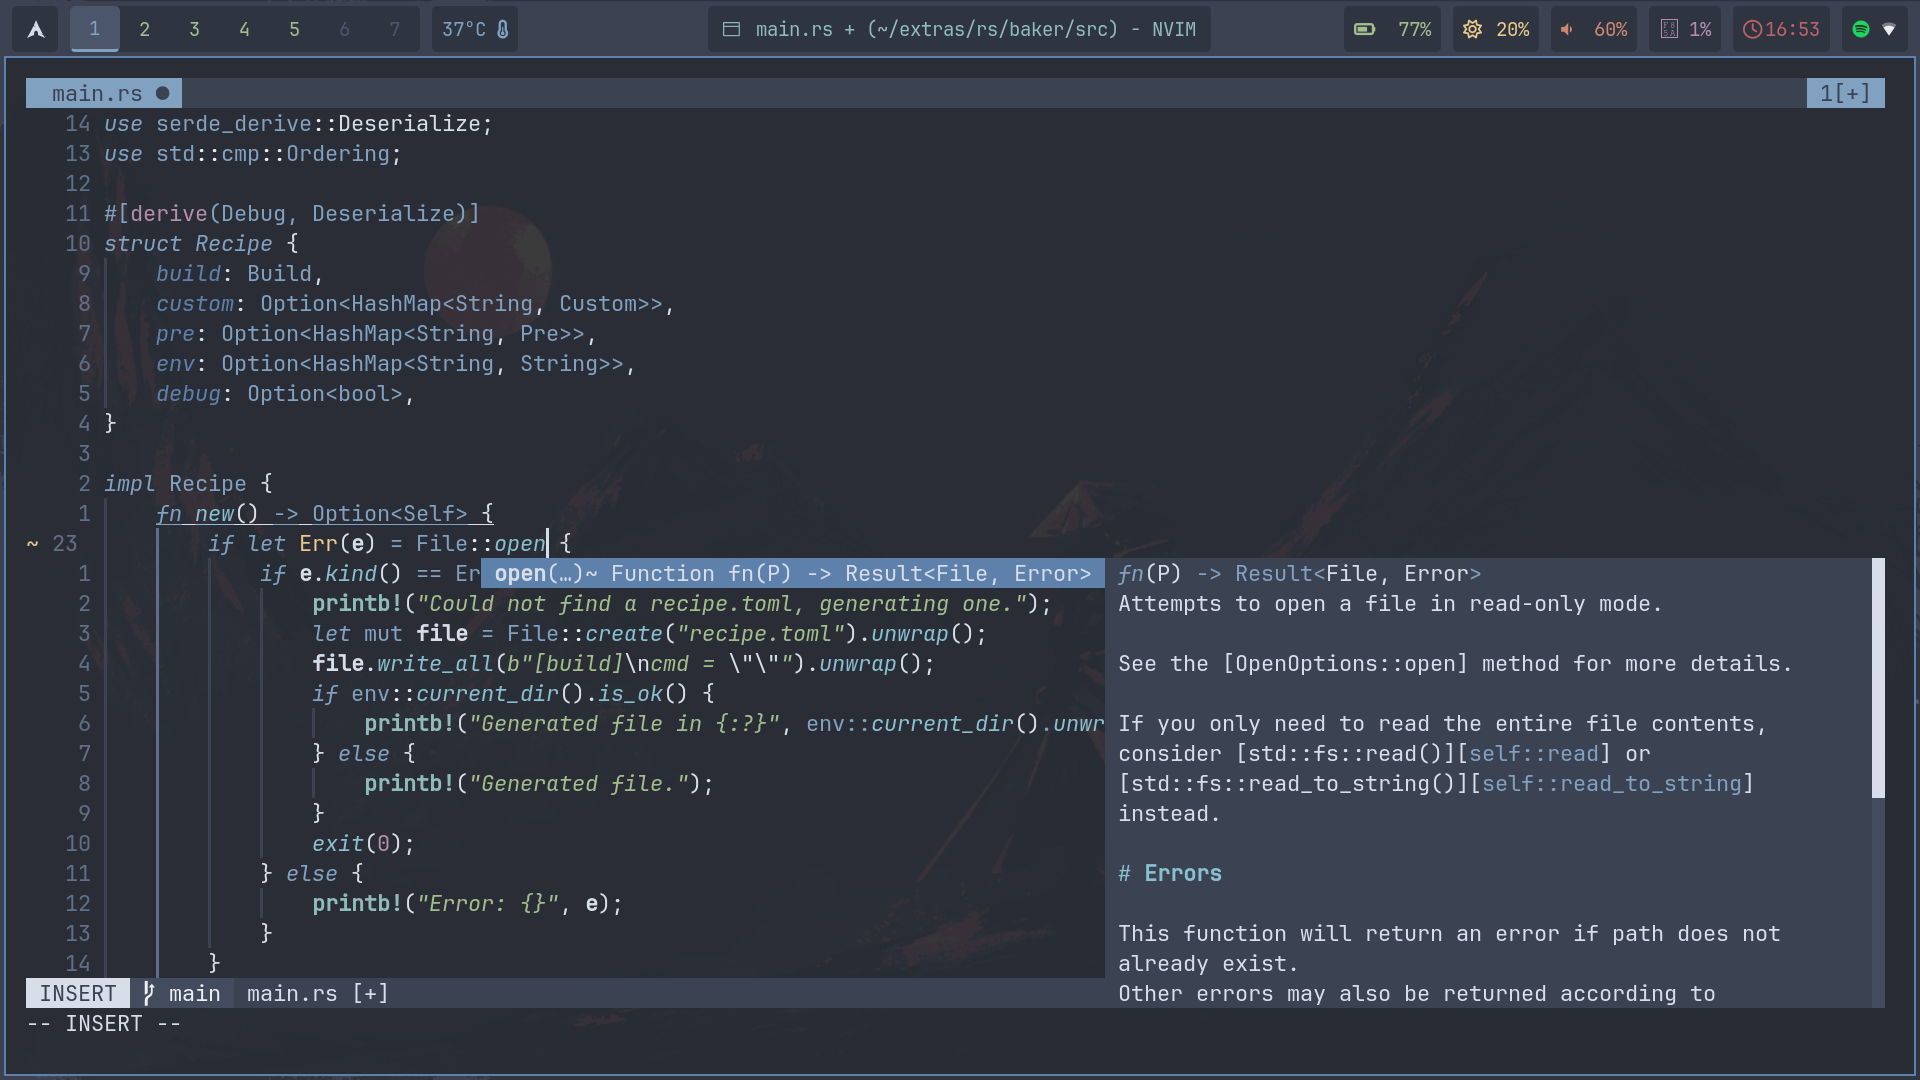 1 2 3 4 5 6 7 37°C main.rs + (~/extras/rs/baker/src) - NVIM 77% 20% 60% 1% 16:53
main.rs ● 1[+]
14 use serde_derive::Deserialize;
13 use std::cmp::Ordering;
12
11 #[derive(Debug, Deserialize)]
10 struct Recipe {
9 build: Build,
8 custom: Option<HashMap<String, Custom>>,
7 pre: Option<HashMap<String, Pre>>,
6 env: Option<HashMap<String, String>>,
5 debug: Option<bool>,
4 }
3
2 impl Recipe {
1 fn new() -> Option<Self> {
~ 23 if let Err(e) = File::open {
1 if e.kind() == Er open(…)~ Function fn(P) -> Result<File, Error> fn(P) -> Result<File, Error>
2 printb!("Could not find a recipe.toml, generating one."); Attempts to open a file in read-only mode.
3 let mut file = File::create("recipe.toml").unwrap();
4 file.write_all(b"[build]\ncmd = \"\"").unwrap(); See the [OpenOptions::open] method for more details.
5 if env::current_dir().is_ok() {
6 printb!("Generated file in {:?}", env::current_dir().unwr If you only need to read the entire file contents,
7 } else { consider [std::fs::read()][self::read] or
8 printb!("Generated file."); [std::fs::read_to_string()][self::read_to_string]
9 } instead.
10 exit(0);
11 } else { # Errors
12 printb!("Error: {}", e);
13 } This function will return an error if path does not
14 } already exist.
INSERT main main.rs [+] Other errors may also be returned according to
-- INSERT --